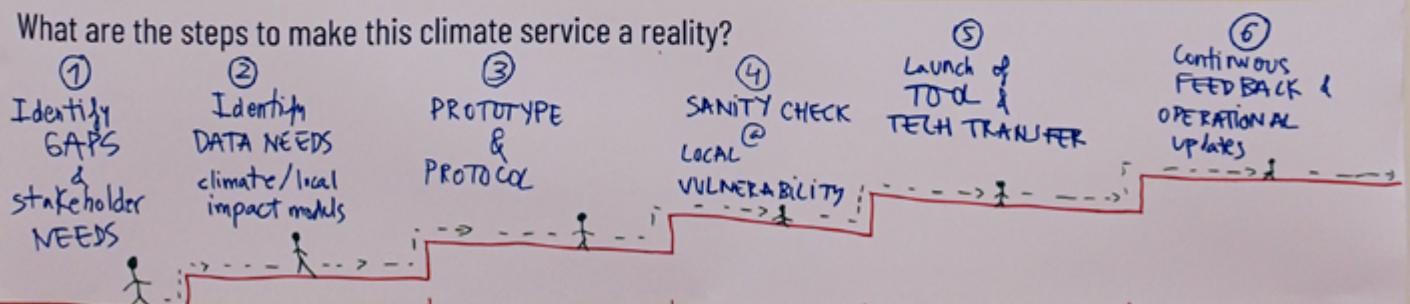 What are the steps to make this climate service a reality?
①
Identify
GAPS
&
stakeholder
NEEDS
②
Identify
DATA NEEDS
climate/local
impact models
③
PROTOTYPE
&
PROTOCOL
④
SANITY CHECK
@
LOCAL
VULNERABILITY
⑤
Launch of
TOOL &
TECH TRANSFER
⑥
Continuous
FEEDBACK &
OPERATIONAL
updates